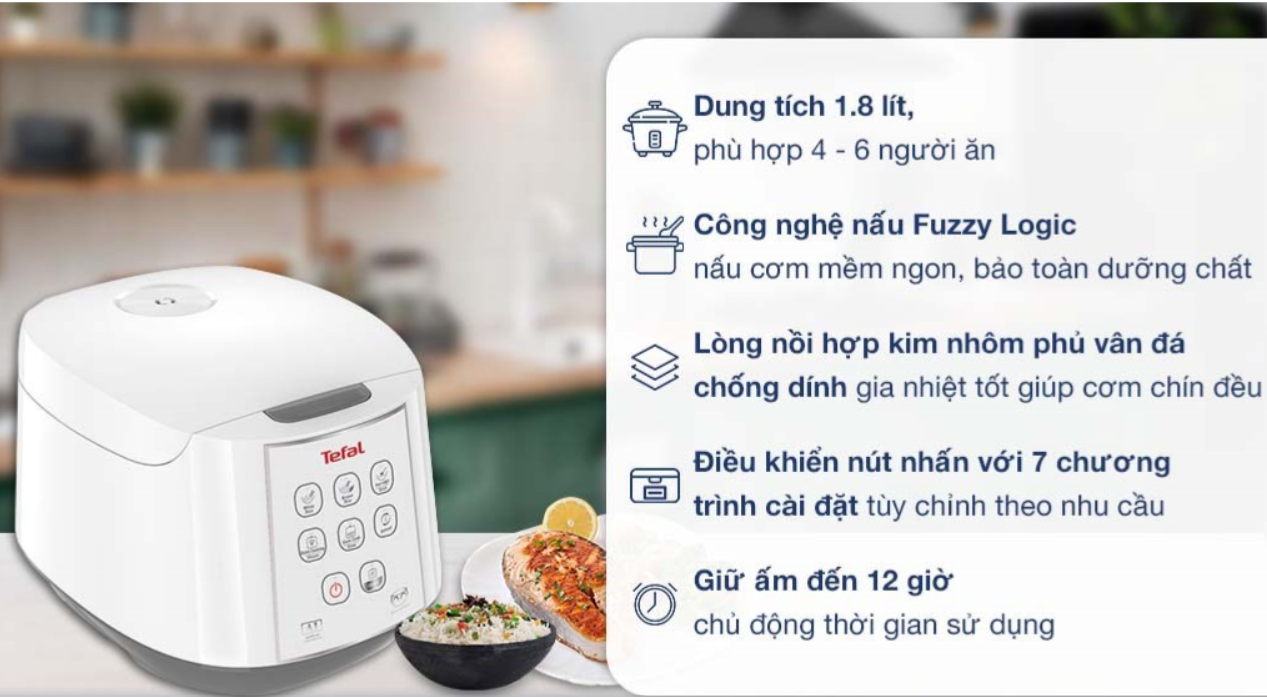 Tefal
Dung tích 1.8 lít,
phù hợp 4 - 6 người ăn
Công nghệ nấu Fuzzy Logic
nấu cơm mềm ngon, bảo toàn dưỡng chất
Lòng nồi hợp kim nhôm phủ vân đá
chống dính gia nhiệt tốt giúp cơm chín đều
Điều khiển nút nhấn với 7 chương
trình cài đặt tùy chỉnh theo nhu cầu
Giữ ấm đến 12 giờ
chủ động thời gian sử dụng